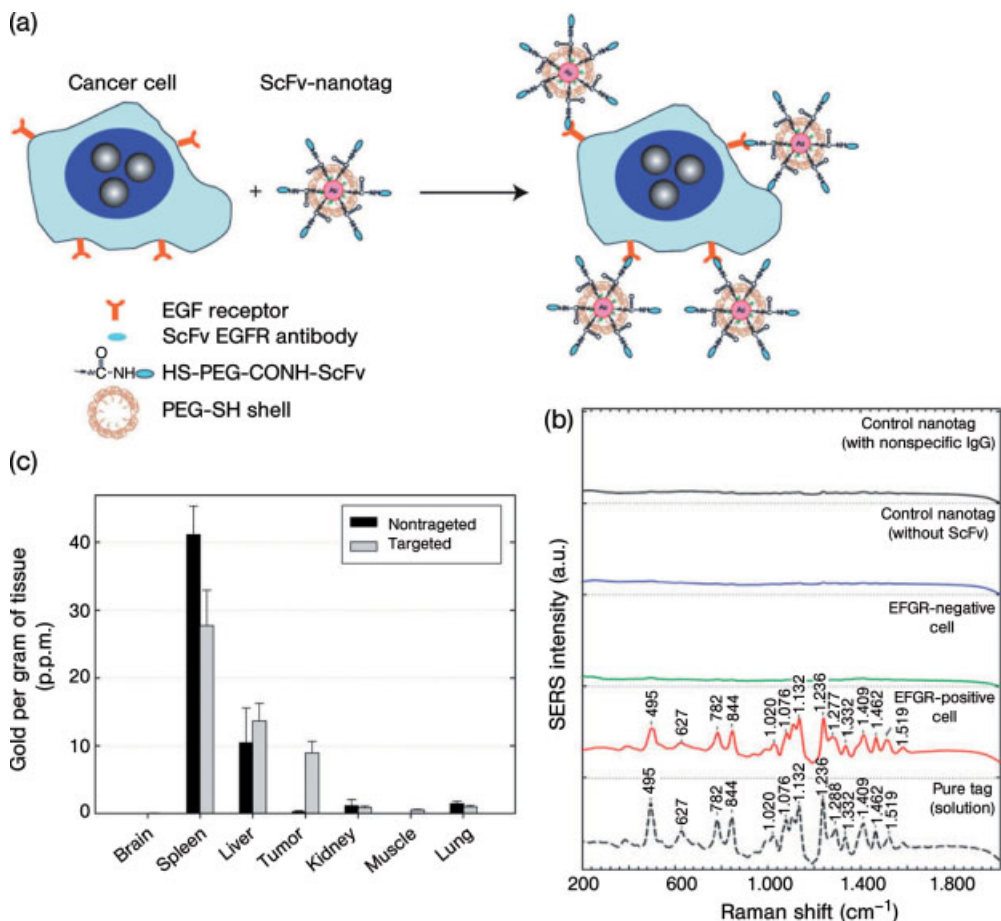 (a)
Cancer cell
ScFv-nanotag
+
EGF receptor
ScFv EGFR antibody
O
C-NH
HS-PEG-CONH-ScFv
PEG-SH shell
(c)
Gold per gram of tissue
(p.p.m.)
40
30
20
10
0
Nontrageted
Targeted
Brain
Spleen
Liver
Tumor
Kidney
Muscle
Lung
(b)
SERS intensity (a.u.)
Control nanotag
(with nonspecific IgG)
Control nanotag
(without ScFv)
EFGR-negative
cell
EFGR-positive
cell
495
627
782
844
1.020
1.076
1.132
1.236
1.277
1.332
1.409
1.462
1.519
Pure tag
(solution)
495
627
782
844
1.020
1.076
1.132
1.236
1.288
1.332
1.409
1.462
1.519
200
600
1.000
1.400
1.800
Raman shift (cm⁻¹)